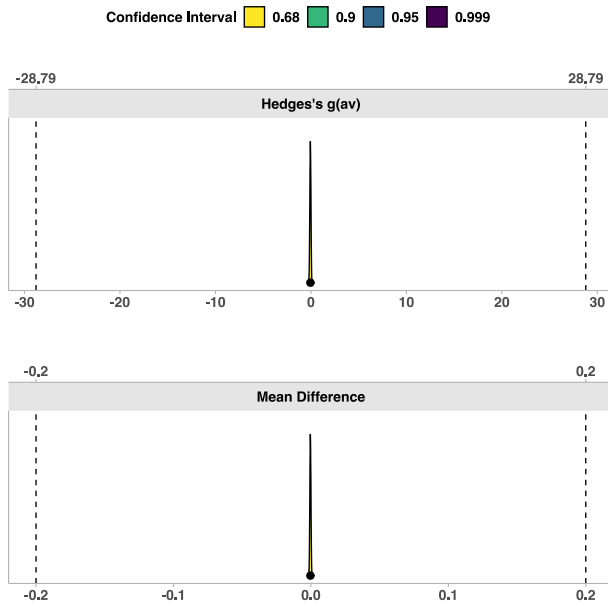 Confidence Interval 0.68 0.9 0.95 0.999
-28.79 28.79
Hedges's g(av)
-30 -20 -10 0 10 20 30
-0.2 0.2
Mean Difference
-0.2 -0.1 0.0 0.1 0.2